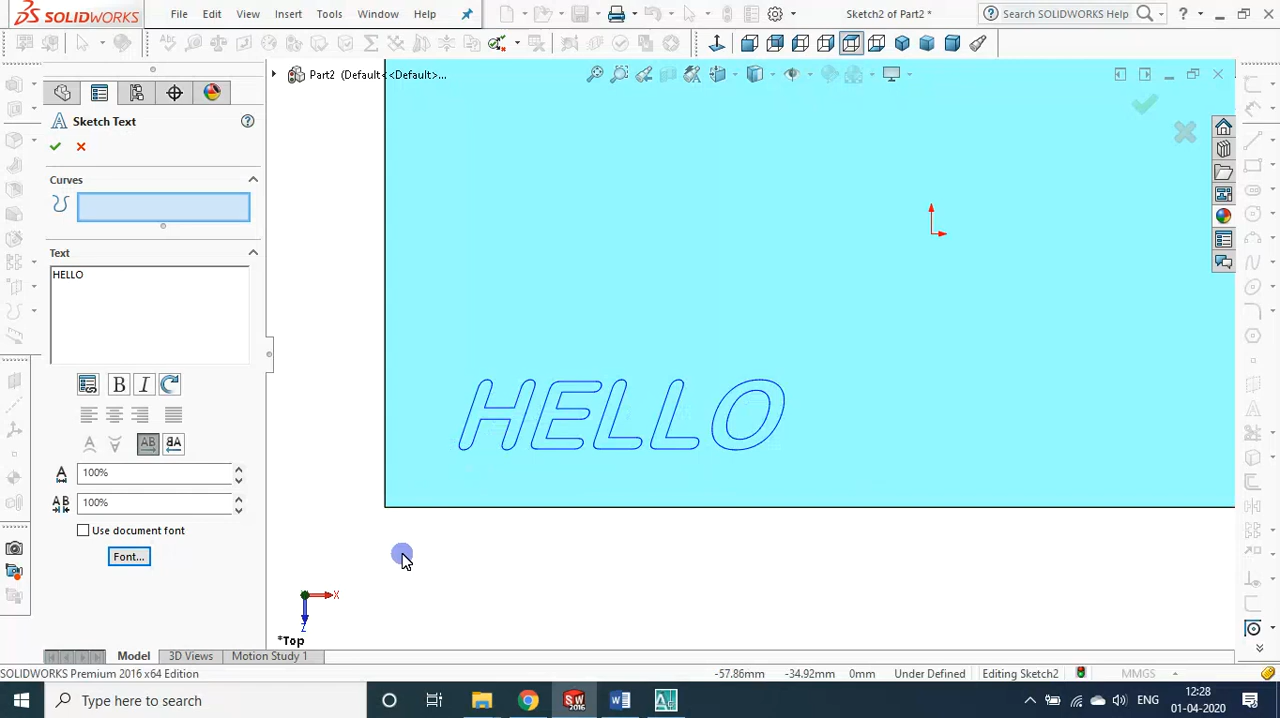 SOLIDWORKS File Edit View Insert Tools Window Help Sketch2 of Part2 * Search SOLIDWORKS Help ?
Part2 (Default<<Default>...
Sketch Text
Curves
Text
HELLO
B I
AB AB
A 100%
AB 100%
Use document font
Font...
HELLO
X
Z
*Top
Model 3D Views Motion Study 1
SOLIDWORKS Premium 2016 x64 Edition -57.86mm -34.92mm 0mm Under Defined Editing Sketch2 MMGS
Type here to search ENG 12:28
01-04-2020